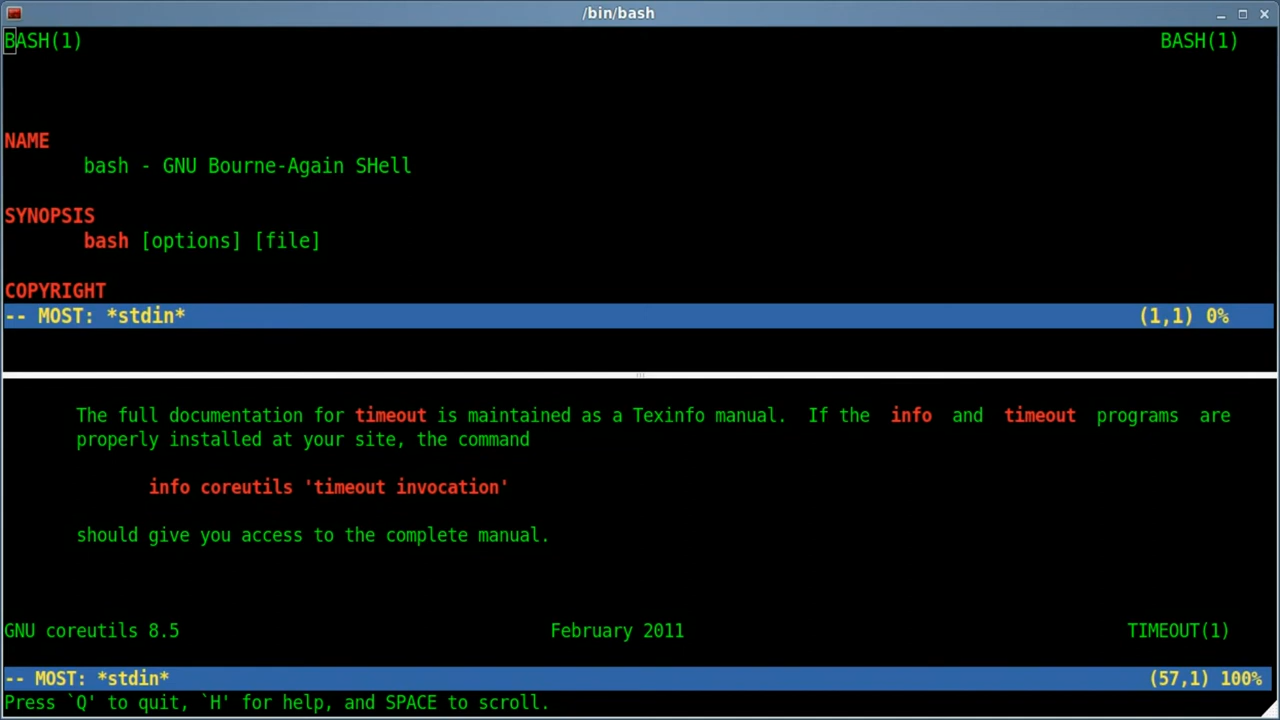 /bin/bash
BASH(1) BASH(1)
NAME
bash - GNU Bourne-Again SHell
SYNOPSIS
bash [options] [file]
COPYRIGHT
-- MOST: *stdin* (1,1) 0%
The full documentation for timeout is maintained as a Texinfo manual. If the info and timeout programs are
properly installed at your site, the command
info coreutils 'timeout invocation'
should give you access to the complete manual.
GNU coreutils 8.5 February 2011 TIMEOUT(1)
-- MOST: *stdin* (57,1) 100%
Press `Q' to quit, `H' for help, and SPACE to scroll.